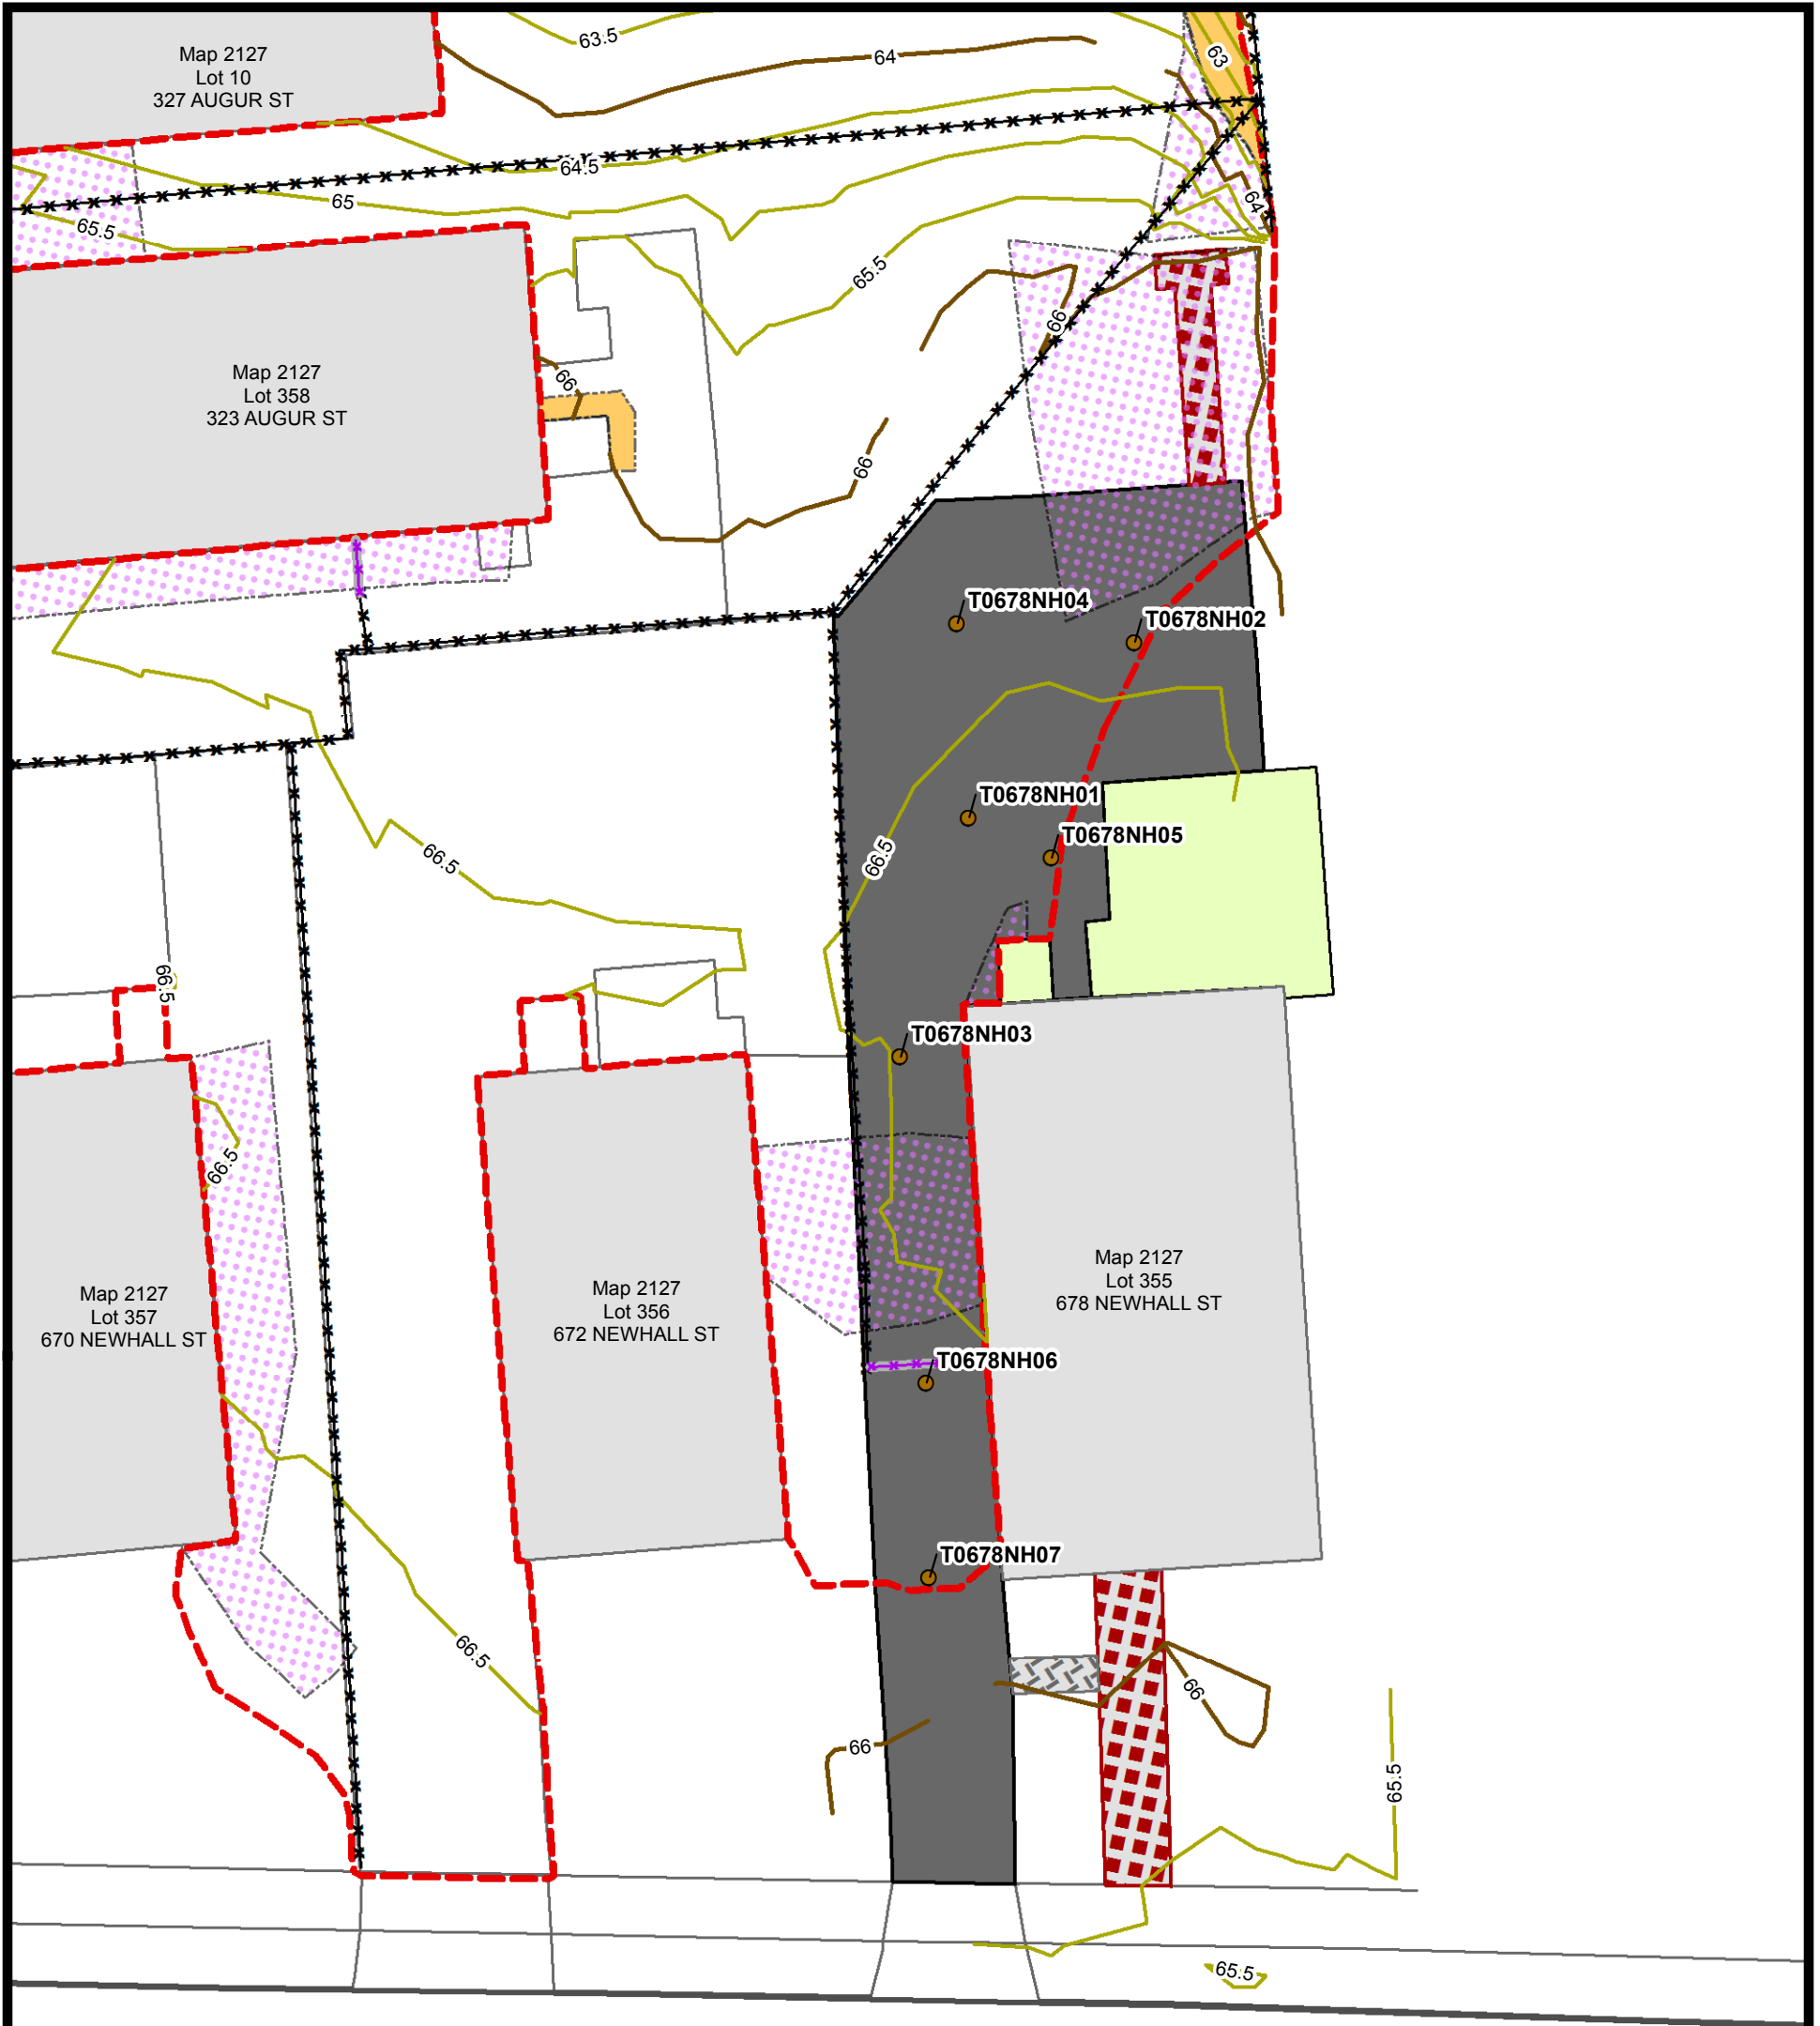 63.5
64
63
Map 2127
Lot 10
327 AUGUR ST
64.5
65
65.5
64
65.5
66
66
66
Map 2127
Lot 358
323 AUGUR ST
T0678NH04
T0678NH02
T0678NH01
T0678NH05
66.5
66.5
66.5
T0678NH03
66.5
Map 2127
Lot 357
670 NEWHALL ST
Map 2127
Lot 356
672 NEWHALL ST
Map 2127
Lot 355
678 NEWHALL ST
T0678NH06
T0678NH07
66.5
66
66
65.5
65.5